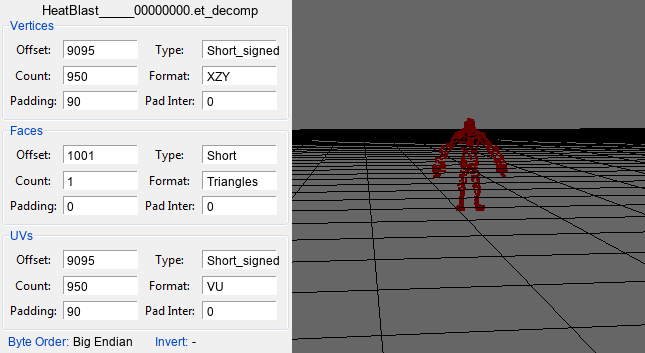 HeatBlast_____00000000.et_decomp
Vertices
Offset: 9095 Type: Short_signed
Count: 950 Format: XZY
Padding: 90 Pad Inter: 0
Faces
Offset: 1001 Type: Short
Count: 1 Format: Triangles
Padding: 0 Pad Inter: 0
UVs
Offset: 9095 Type: Short_signed
Count: 950 Format: VU
Padding: 90 Pad Inter: 0
Byte Order: Big Endian Invert: -